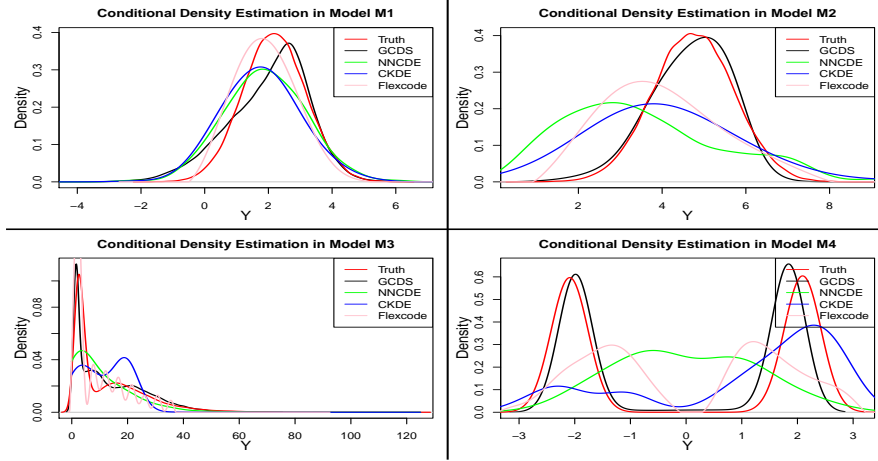 Conditional Density Estimation in Model M1
Density
0.0
0.1
0.2
0.3
0.4
−4
−2
0
2
4
6
Y
Truth
GCDS
NNCDE
CKDE
Flexcode
Conditional Density Estimation in Model M2
Density
0.0
0.1
0.2
0.3
0.4
2
4
6
8
Y
Truth
GCDS
NNCDE
CKDE
Flexcode
Conditional Density Estimation in Model M3
Density
0.00
0.04
0.08
0
20
40
60
80
100
120
Y
Truth
GCDS
NNCDE
CKDE
Flexcode
Conditional Density Estimation in Model M4
Density
0.0
0.1
0.2
0.3
0.4
0.5
0.6
−3
−2
−1
0
1
2
3
Y
Truth
GCDS
NNCDE
CKDE
Flexcode